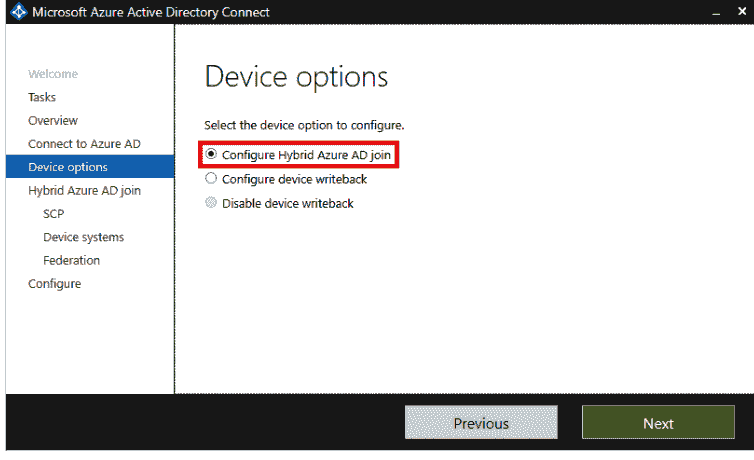 Microsoft Azure Active Directory Connect
Welcome
Tasks
Overview
Connect to Azure AD
Device options
Hybrid Azure AD join
SCP
Device systems
Federation
Configure
Device options
Select the device option to configure.
Configure Hybrid Azure AD join
Configure device writeback
Disable device writeback
Previous
Next